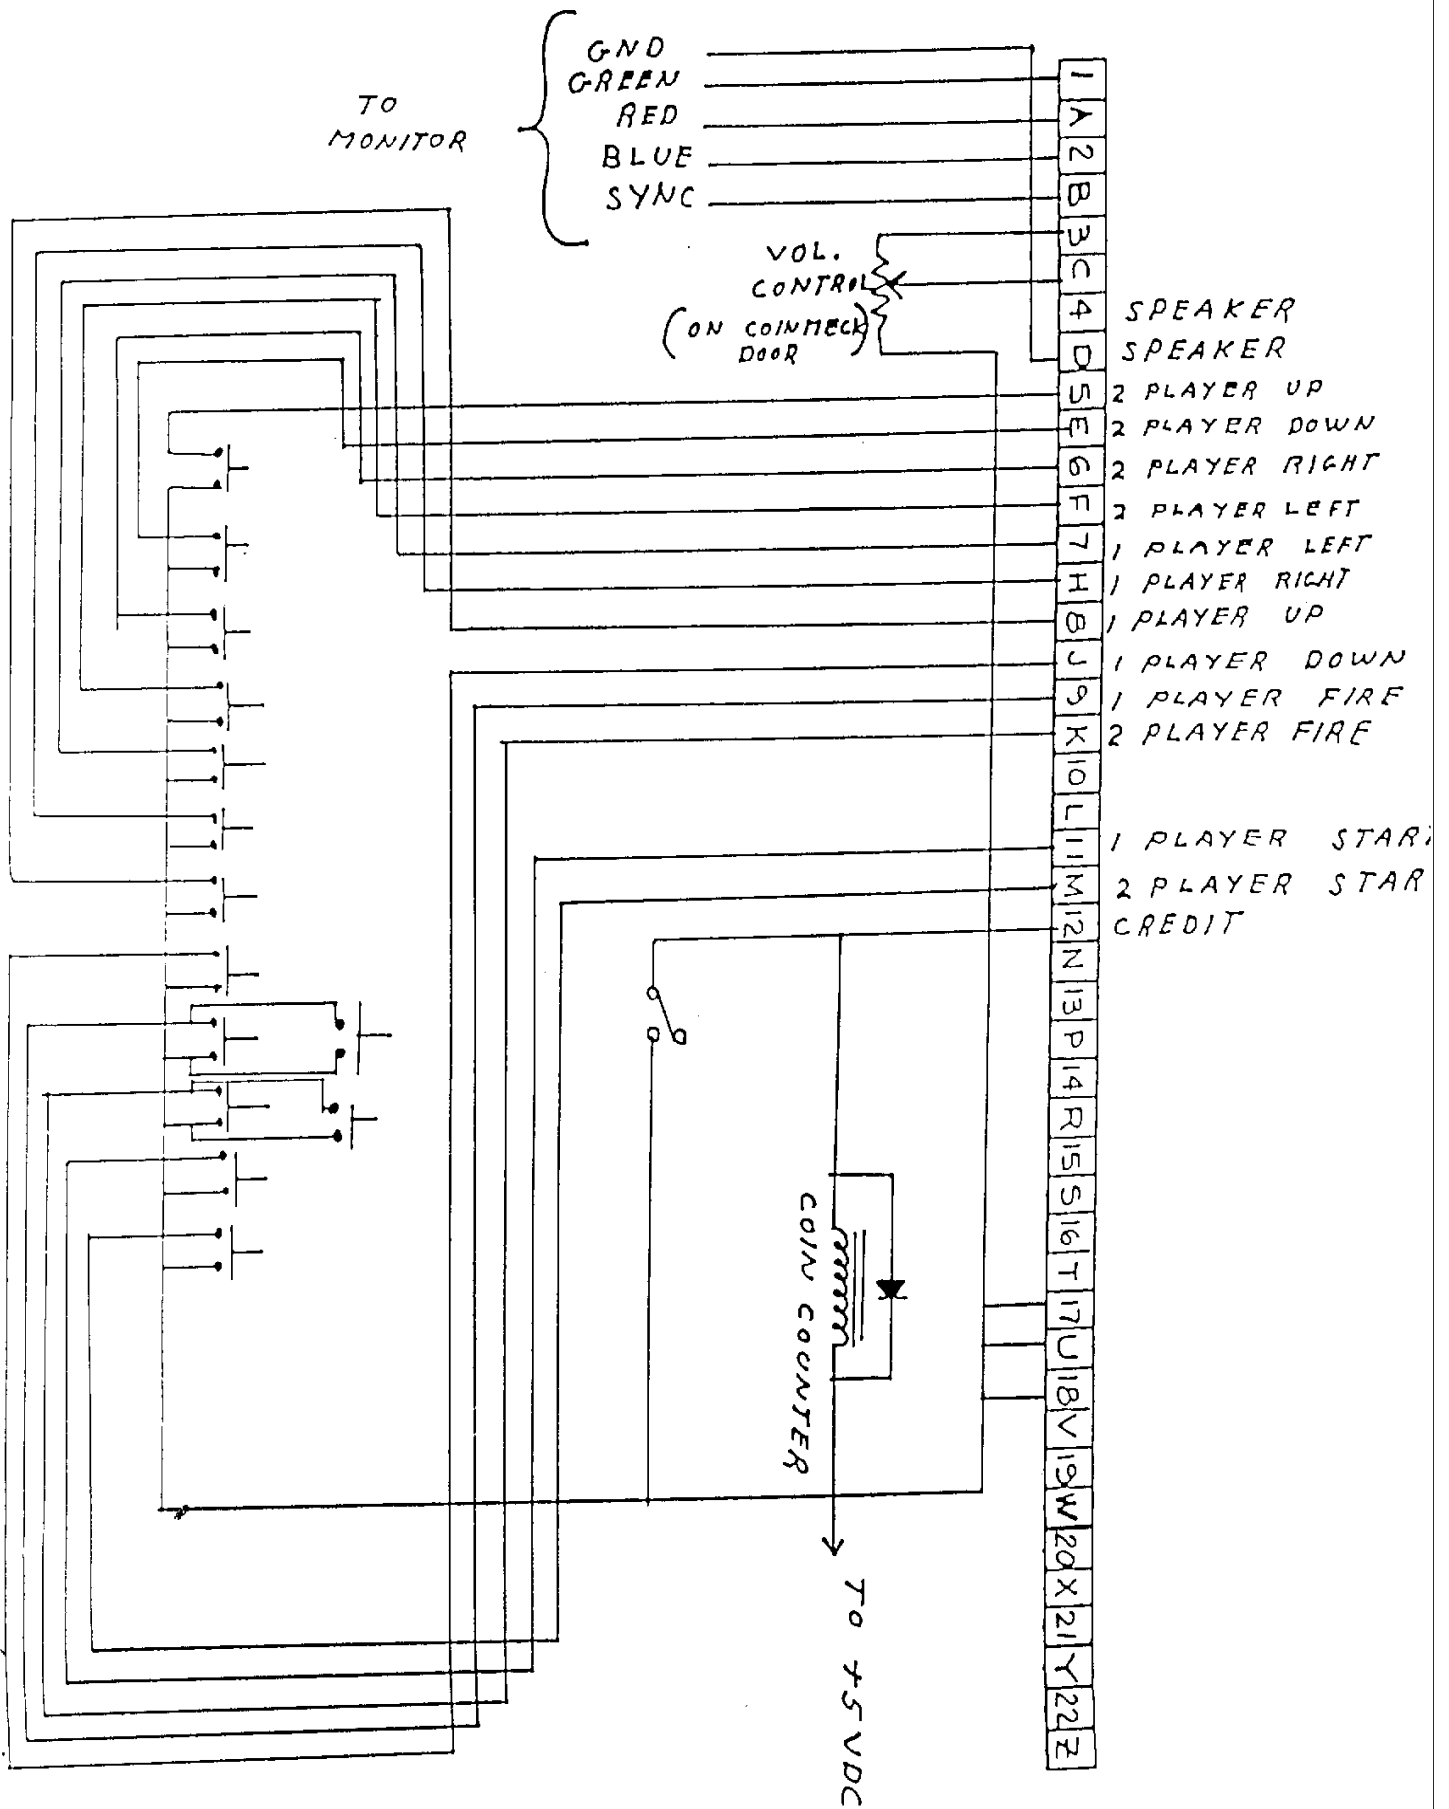 TO
MONITOR
GND
GREEN
RED
BLUE
SYNC
VOL.
CONTROL
(ON COINMECH
DOOR)
1
A
2
B
3
C
4 SPEAKER
D SPEAKER
5 2 PLAYER UP
E 2 PLAYER DOWN
6 2 PLAYER RIGHT
F 2 PLAYER LEFT
7 1 PLAYER LEFT
H 1 PLAYER RIGHT
8 1 PLAYER UP
J 1 PLAYER DOWN
9 1 PLAYER FIRE
K 2 PLAYER FIRE
10
L
11 1 PLAYER START
M 2 PLAYER STAR
12 CREDIT
N
13
P
14
R
15
S
16
T
17
U
18
V
19
W
20
X
21
Y
22
Z
COIN COUNTER
TO +5VDC